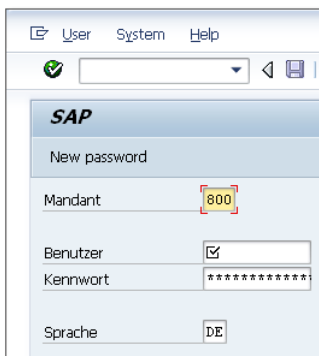 User System Help
SAP
New password
Mandant 800
Benutzer
Kennwort *************
Sprache DE